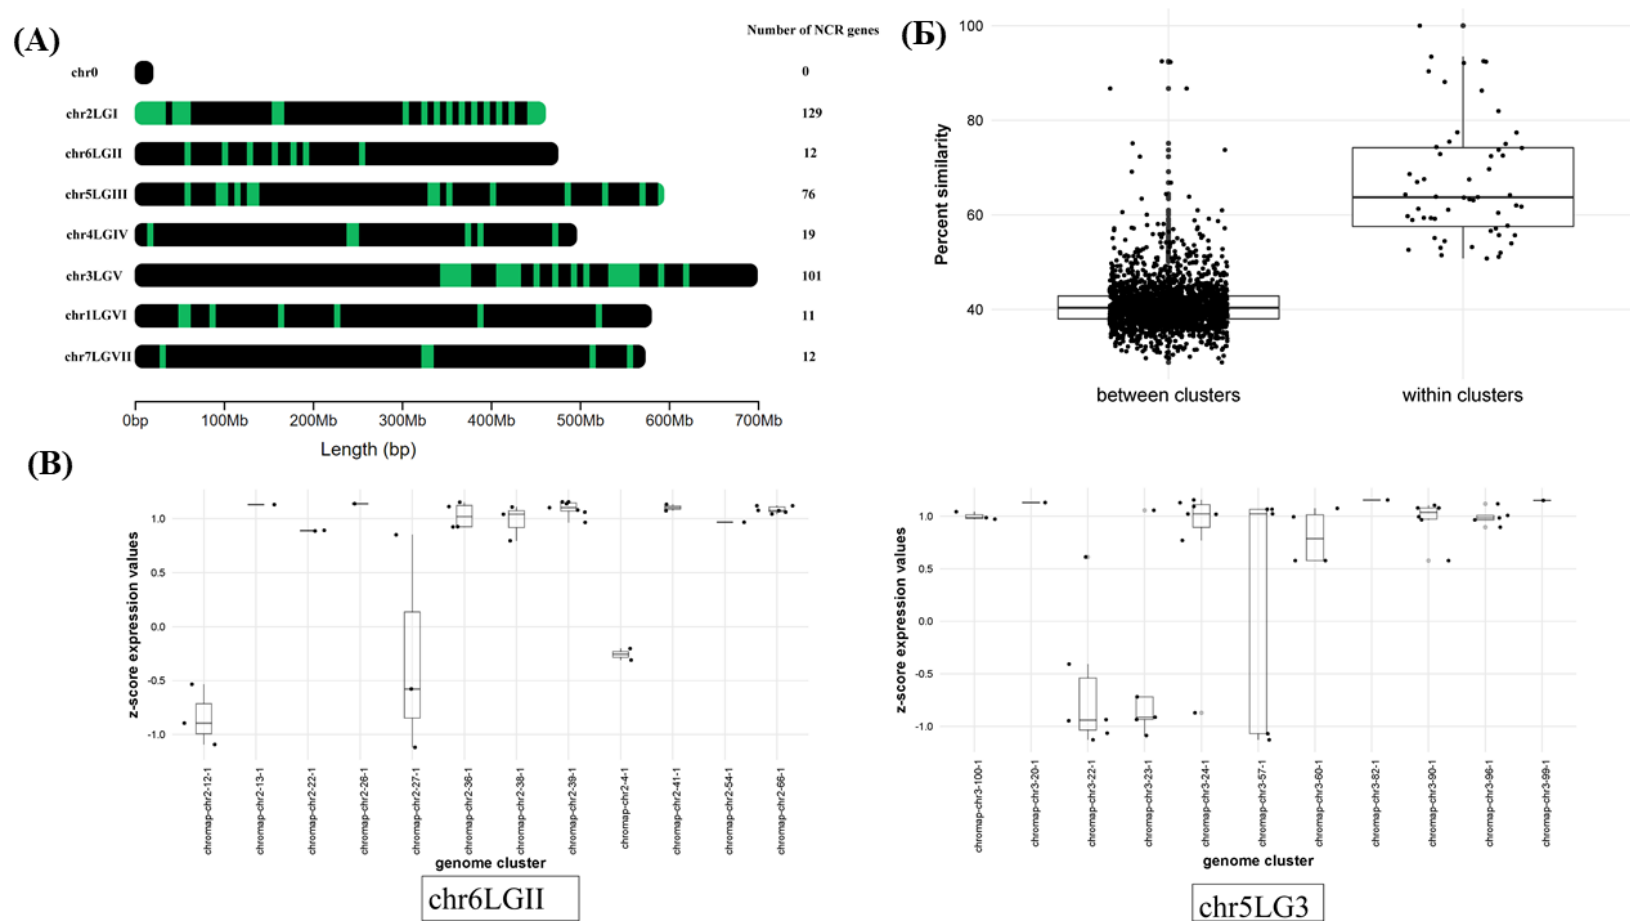 (А)
Number of NCR genes
chr0
0
chr2LGI
129
chr6LGII
12
chr5LGIII
76
chr4LGIV
19
chr3LGV
101
chr1LGVI
11
chr7LGVII
12
0bp 100Mb 200Mb 300Mb 400Mb 500Mb 600Mb 700Mb
Length (bp)
(Б)
Percent similarity
100
80
60
40
between clusters within clusters
(В)
z-score expression values
1.0
0.5
0.0
-0.5
-1.0
chromap-chr2-12-1
chromap-chr2-13-1
chromap-chr2-22-1
chromap-chr2-26-1
chromap-chr2-27-1
chromap-chr2-36-1
chromap-chr2-38-1
chromap-chr2-39-1
chromap-chr2-4-1
chromap-chr2-41-1
chromap-chr2-54-1
chromap-chr2-66-1
genome cluster
chr6LGII
z-score expression values
1.0
0.5
0.0
-0.5
-1.0
chromap-chr3-100-1
chromap-chr3-20-1
chromap-chr3-22-1
chromap-chr3-23-1
chromap-chr3-24-1
chromap-chr3-57-1
chromap-chr3-60-1
chromap-chr3-82-1
chromap-chr3-90-1
chromap-chr3-96-1
chromap-chr3-99-1
genome cluster
chr5LG3